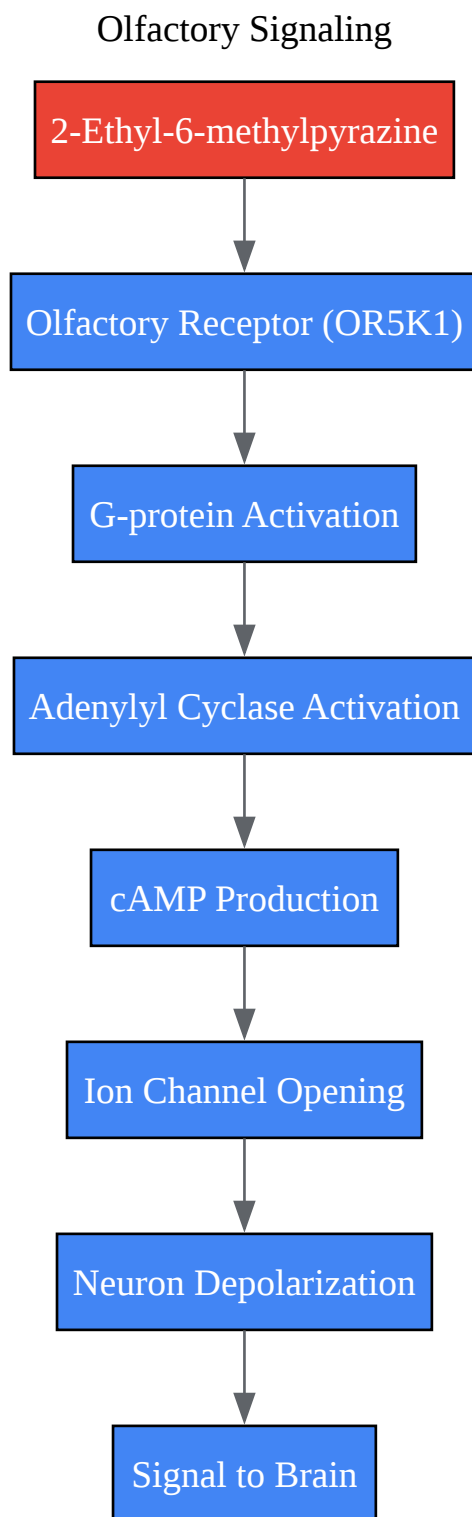 Olfactory Signaling
2-Ethyl-6-methylpyrazine
Olfactory Receptor (OR5K1)
G-protein Activation
Adenylyl Cyclase Activation
cAMP Production
Ion Channel Opening
Neuron Depolarization
Signal to Brain